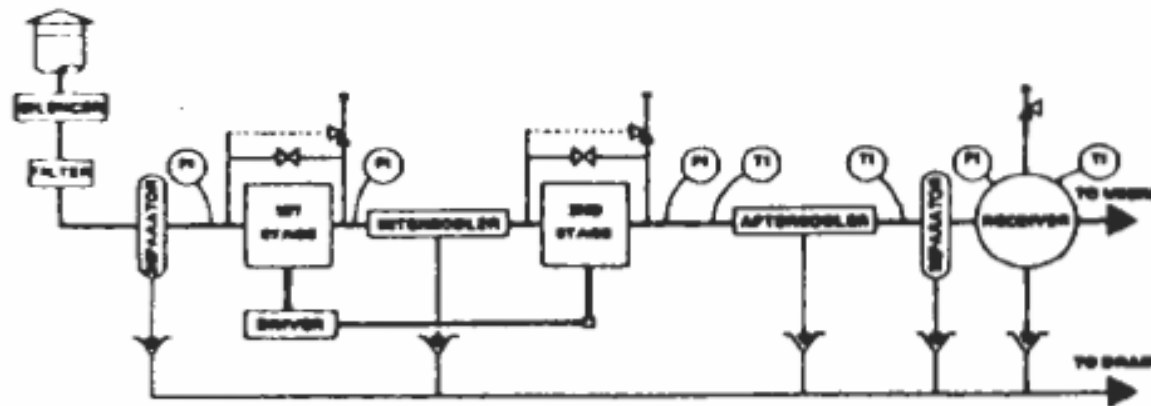 SILENCER
FILTER
SEPARATOR
PI
1ST
STAGE
PI
INTERCOOLER
2ND
STAGE
DRIVER
PI
TI
AFTERCOOLER
TI
SEPARATOR
PI
TI
RECEIVER
TO USERS
TO DRAIN